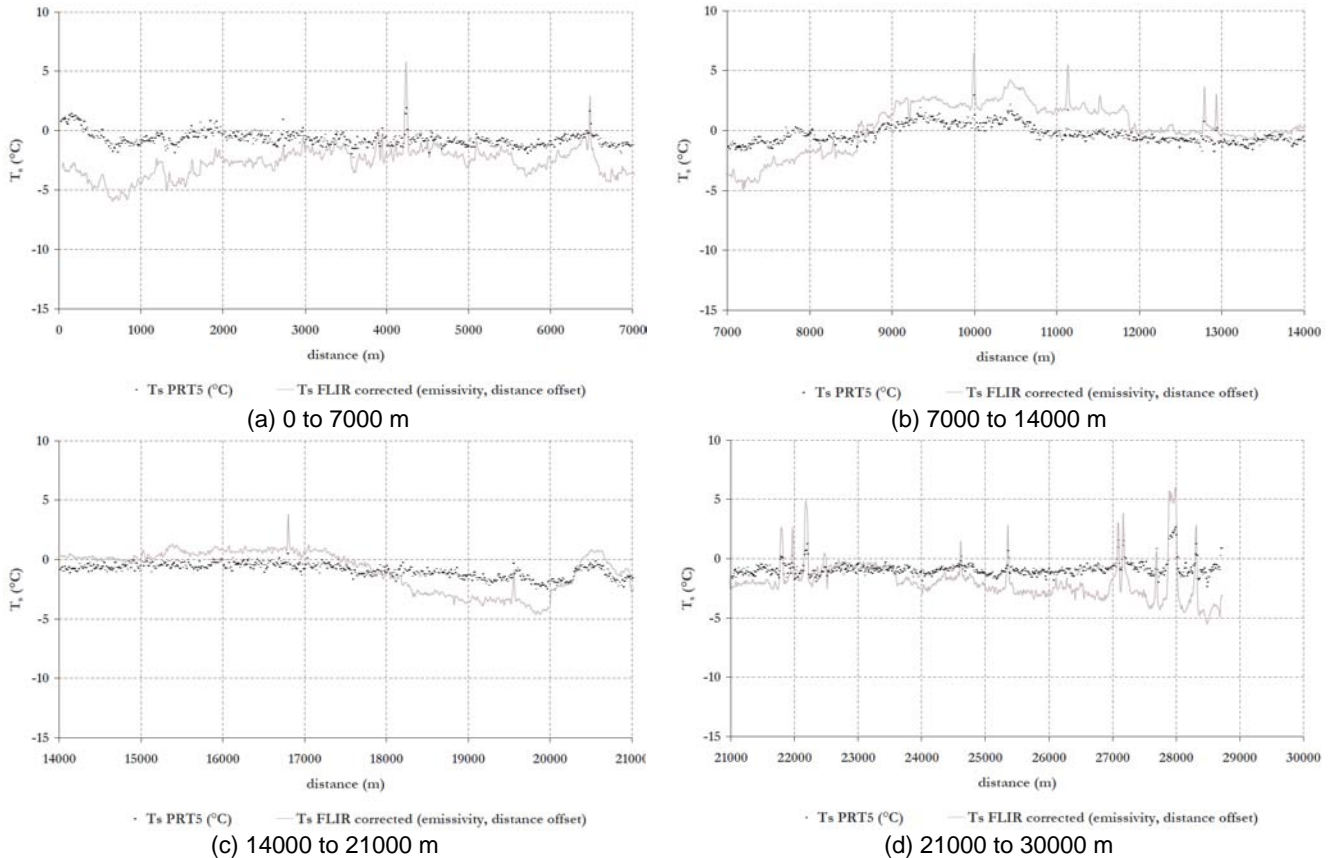 10
5
0
-5
-10
-15
Ts (°C)
0 1000 2000 3000 4000 5000 6000 7000
distance (m)
Ts PRT5 (°C) Ts FLIR corrected (emissivity, distance offset)
(a) 0 to 7000 m
10
5
0
-5
-10
-15
Ts (°C)
7000 8000 9000 10000 11000 12000 13000 14000
distance (m)
Ts PRT5 (°C) Ts FLIR corrected (emissivity, distance offset)
(b) 7000 to 14000 m
10
5
0
-5
-10
-15
Ts (°C)
14000 15000 16000 17000 18000 19000 20000 21000
distance (m)
Ts PRT5 (°C) Ts FLIR corrected (emissivity, distance offset)
(c) 14000 to 21000 m
10
5
0
-5
-10
-15
Ts (°C)
21000 22000 23000 24000 25000 26000 27000 28000 29000 30000
distance (m)
Ts PRT5 (°C) Ts FLIR corrected (emissivity, distance offset)
(d) 21000 to 30000 m